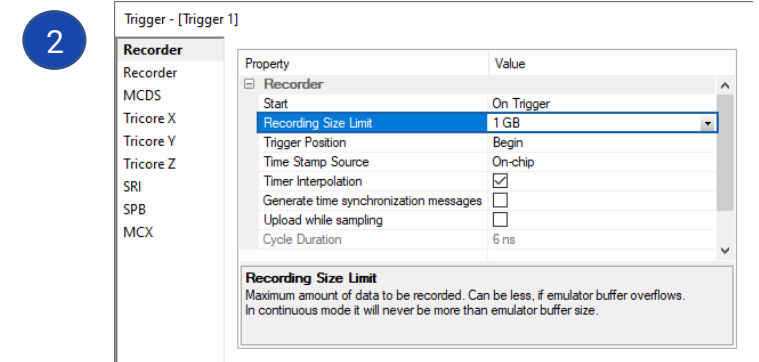 2
Trigger - [Trigger 1]
Recorder
Recorder
MCDS
Tricore X
Tricore Y
Tricore Z
SRI
SPB
MCX
Property Value
Recorder
Start On Trigger
Recording Size Limit 1 GB
Trigger Position Begin
Time Stamp Source On-chip
Timer Interpolation
Generate time synchronization messages
Upload while sampling
Cycle Duration 6 ns
Recording Size Limit
Maximum amount of data to be recorded. Can be less, if emulator buffer overflows.
In continuous mode it will never be more than emulator buffer size.